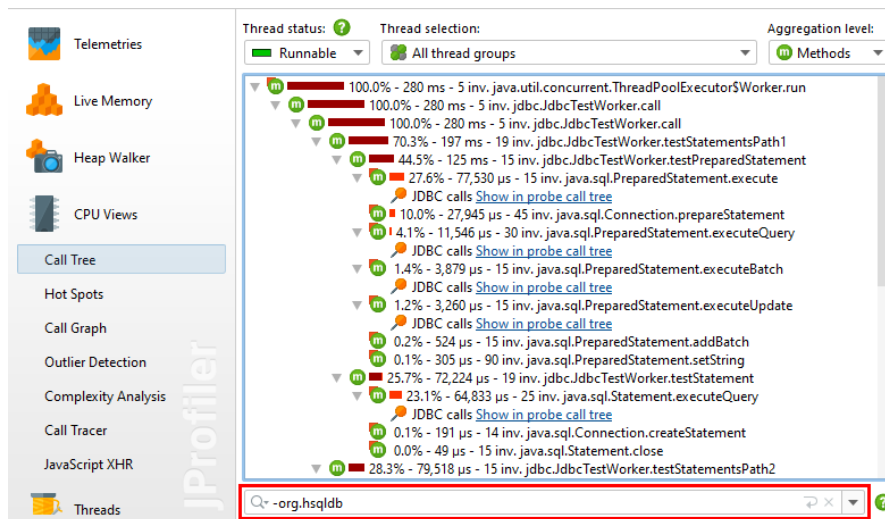 Thread status: ?
Thread selection:
Aggregation level:
Runnable
All thread groups
m Methods
Telemetries
Live Memory
Heap Walker
CPU Views
Call Tree
Hot Spots
Call Graph
Outlier Detection
Complexity Analysis
Call Tracer
JavaScript XHR
Threads
JProfiler
m 100.0% - 280 ms - 5 inv. java.util.concurrent.ThreadPoolExecutor$Worker.run
m 100.0% - 280 ms - 5 inv. jdbc.JdbcTestWorker.call
m 100.0% - 280 ms - 5 inv. jdbc.JdbcTestWorker.call
m 70.3% - 197 ms - 19 inv. jdbc.JdbcTestWorker.testStatementsPath1
m 44.5% - 125 ms - 15 inv. jdbc.JdbcTestWorker.testPreparedStatement
m 27.6% - 77,530 µs - 15 inv. java.sql.PreparedStatement.execute
JDBC calls Show in probe call tree
m 10.0% - 27,945 µs - 45 inv. java.sql.Connection.prepareStatement
m 4.1% - 11,546 µs - 30 inv. java.sql.PreparedStatement.executeQuery
JDBC calls Show in probe call tree
m 1.4% - 3,879 µs - 15 inv. java.sql.PreparedStatement.executeBatch
JDBC calls Show in probe call tree
m 1.2% - 3,260 µs - 15 inv. java.sql.PreparedStatement.executeUpdate
JDBC calls Show in probe call tree
m 0.2% - 524 µs - 15 inv. java.sql.PreparedStatement.addBatch
m 0.1% - 305 µs - 90 inv. java.sql.PreparedStatement.setString
m 25.7% - 72,224 µs - 19 inv. jdbc.JdbcTestWorker.testStatement
m 23.1% - 64,833 µs - 25 inv. java.sql.Statement.executeQuery
JDBC calls Show in probe call tree
m 0.1% - 191 µs - 14 inv. java.sql.Connection.createStatement
m 0.0% - 49 µs - 15 inv. java.sql.Statement.close
m 28.3% - 79,518 µs - 15 inv. jdbc.JdbcTestWorker.testStatementsPath2
-org.hsqldb
?